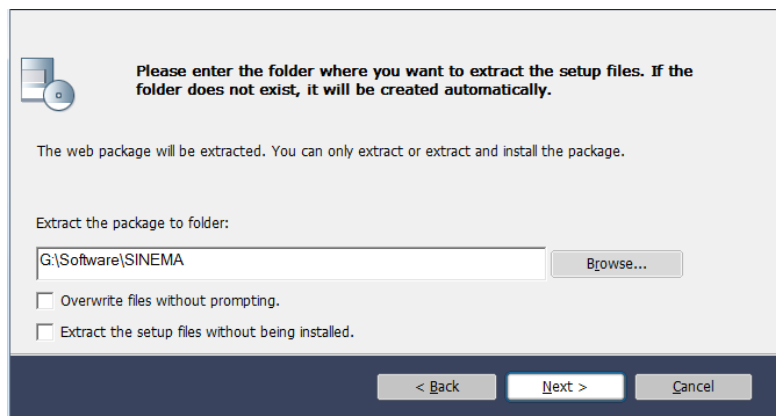 Please enter the folder where you want to extract the setup files. If the
folder does not exist, it will be created automatically.
The web package will be extracted. You can only extract or extract and install the package.
Extract the package to folder:
G:\Software\SINEMA
Browse...
Overwrite files without prompting.
Extract the setup files without being installed.
< Back
Next >
Cancel